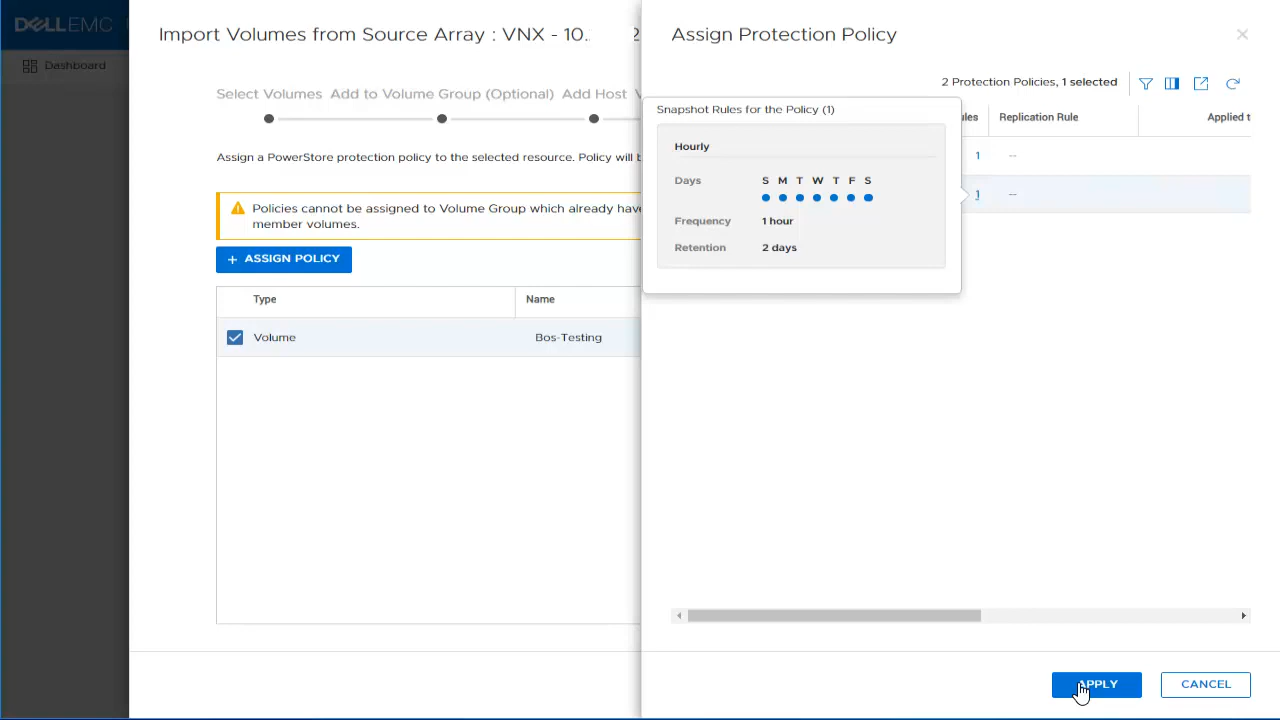 DELLEMC
Dashboard
Import Volumes from Source Array : VNX - 10.
Select Volumes Add to Volume Group (Optional) Add Host
Assign a PowerStore protection policy to the selected resource. Policy will
Policies cannot be assigned to Volume Group which already have
member volumes.
+ ASSIGN POLICY
Type Name
Volume Bos-Testing
Assign Protection Policy
2 Protection Policies, 1 selected
Replication Rule Applied t
1 --
1 --
Snapshot Rules for the Policy (1)
Hourly
Days S M T W T F S
Frequency 1 hour
Retention 2 days
APPLY CANCEL